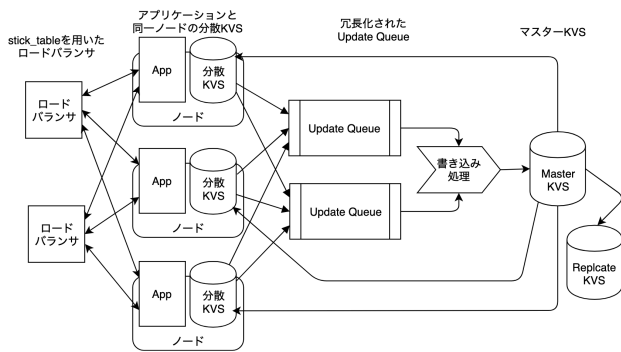 アプリケーションと
同一ノードの分散KVS
冗長化された
Update Queue
マスターKVS
stick_tableを用いた
ロードバランサ
App
分散
KVS
ノード
ロード
バランサ
Update Queue
書き込み
処理
Master
KVS
App
分散
KVS
ノード
Update Queue
ロード
バランサ
Replcate
KVS
App
分散
KVS
ノード